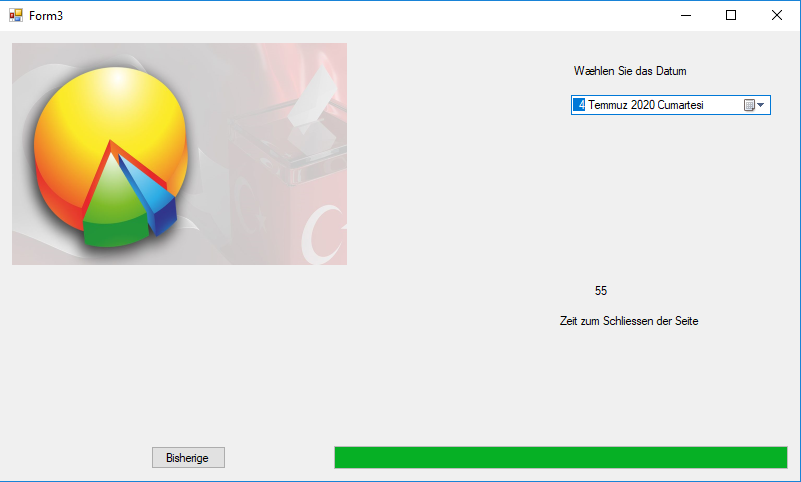 Form3
Wæhlen Sie das Datum
4 Temmuz 2020 Cumartesi
55
Zeit zum Schliessen der Seite
Bisherige